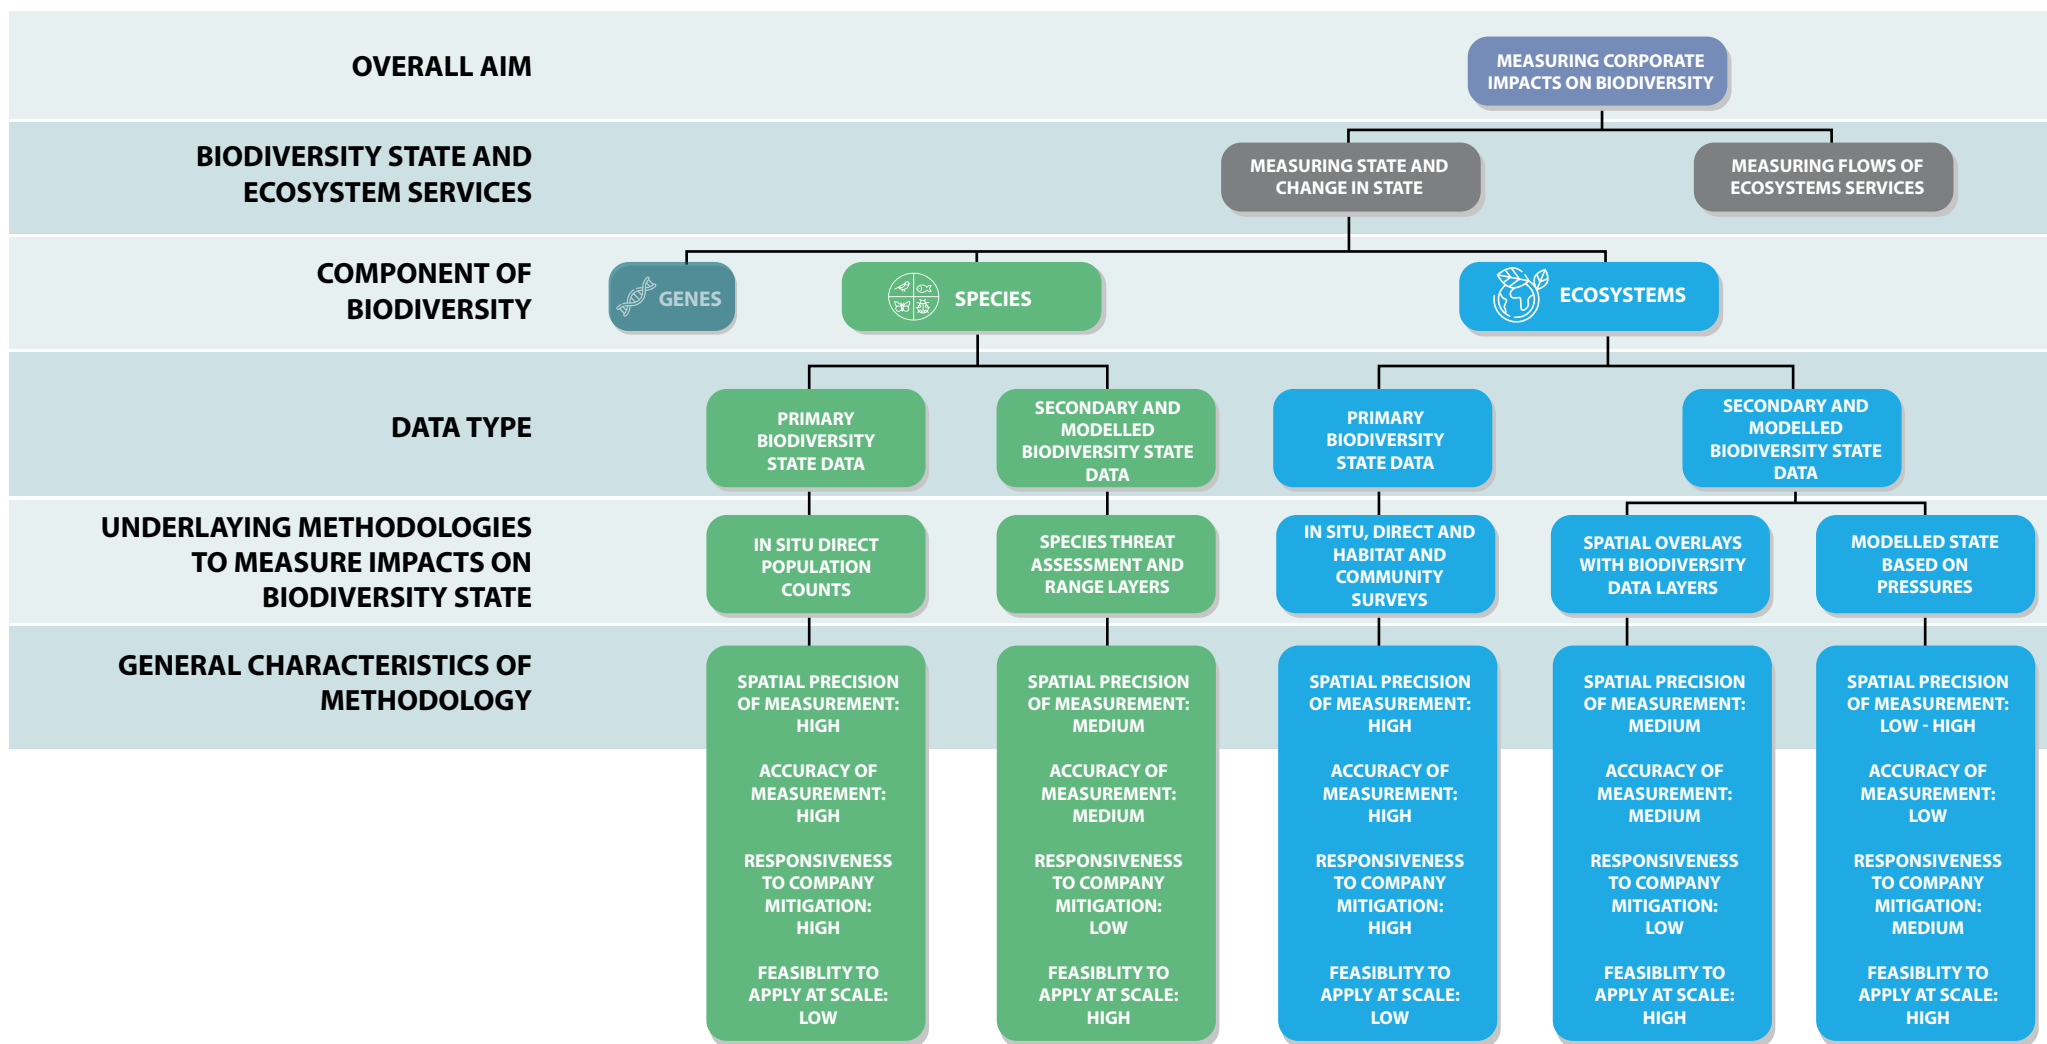 OVERALL AIM
MEASURING CORPORATE
IMPACTS ON BIODIVERSITY
BIODIVERSITY STATE AND
ECOSYSTEM SERVICES
MEASURING STATE AND
CHANGE IN STATE
MEASURING FLOWS OF
ECOSYSTEMS SERVICES
COMPONENT OF
BIODIVERSITY
GENES
SPECIES
ECOSYSTEMS
DATA TYPE
PRIMARY
BIODIVERSITY
STATE DATA
SECONDARY AND
MODELLED
BIODIVERSITY STATE
DATA
PRIMARY
BIODIVERSITY
STATE DATA
SECONDARY AND
MODELLED
BIODIVERSITY STATE
DATA
UNDERLAYING METHODOLOGIES
TO MEASURE IMPACTS ON
BIODIVERSITY STATE
IN SITU DIRECT
POPULATION
COUNTS
SPECIES THREAT
ASSESSMENT AND
RANGE LAYERS
IN SITU, DIRECT AND
HABITAT AND
COMMUNITY
SURVEYS
SPATIAL OVERLAYS
WITH BIODIVERSITY
DATA LAYERS
MODELLED STATE
BASED ON
PRESSURES
GENERAL CHARACTERISTICS OF
METHODOLOGY
SPATIAL PRECISION
OF MEASUREMENT:
HIGH
ACCURACY OF
MEASUREMENT:
HIGH
RESPONSIVENESS
TO COMPANY
MITIGATION:
HIGH
FEASIBLITY TO
APPLY AT SCALE:
LOW
SPATIAL PRECISION
OF MEASUREMENT:
MEDIUM
ACCURACY OF
MEASUREMENT:
MEDIUM
RESPONSIVENESS
TO COMPANY
MITIGATION:
LOW
FEASIBLITY TO
APPLY AT SCALE:
HIGH
SPATIAL PRECISION
OF MEASUREMENT:
HIGH
ACCURACY OF
MEASUREMENT:
HIGH
RESPONSIVENESS
TO COMPANY
MITIGATION:
HIGH
FEASIBLITY TO
APPLY AT SCALE:
LOW
SPATIAL PRECISION
OF MEASUREMENT:
MEDIUM
ACCURACY OF
MEASUREMENT:
MEDIUM
RESPONSIVENESS
TO COMPANY
MITIGATION:
LOW
FEASIBLITY TO
APPLY AT SCALE:
HIGH
SPATIAL PRECISION
OF MEASUREMENT:
LOW - HIGH
ACCURACY OF
MEASUREMENT:
LOW
RESPONSIVENESS
TO COMPANY
MITIGATION:
MEDIUM
FEASIBLITY TO
APPLY AT SCALE:
HIGH